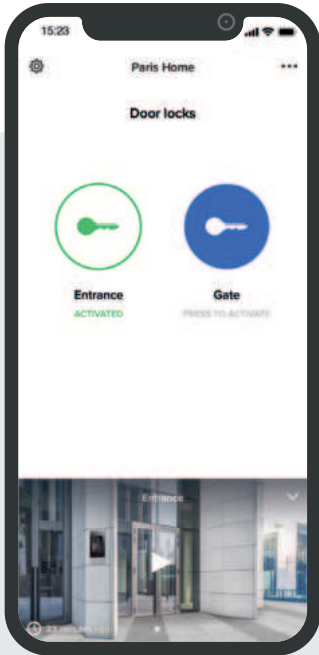 15:23
Paris Home
Door locks
Entrance Gate
ACTIVATED PRESS TO ACTIVATE
Entrance